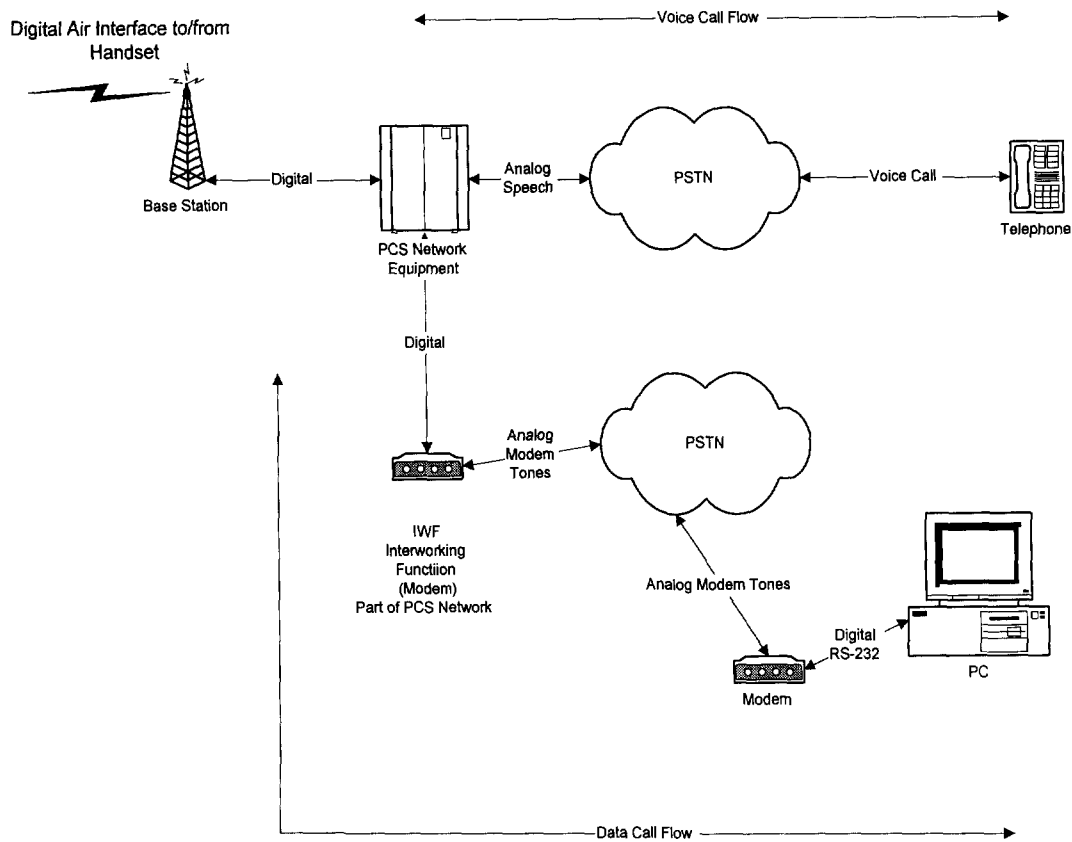 Voice Call Flow
Digital Air Interface to/from
Handset
Digital
Analog
Speech
PSTN
Voice Call
Base Station
Telephone
PCS Network
Equipment
Digital
Analog
Modem
Tones
PSTN
IWF
Interworking
Functiion
(Modem)
Part of PCS Network
Analog Modem Tones
Digital
RS-232
PC
Modem
Data Call Flow